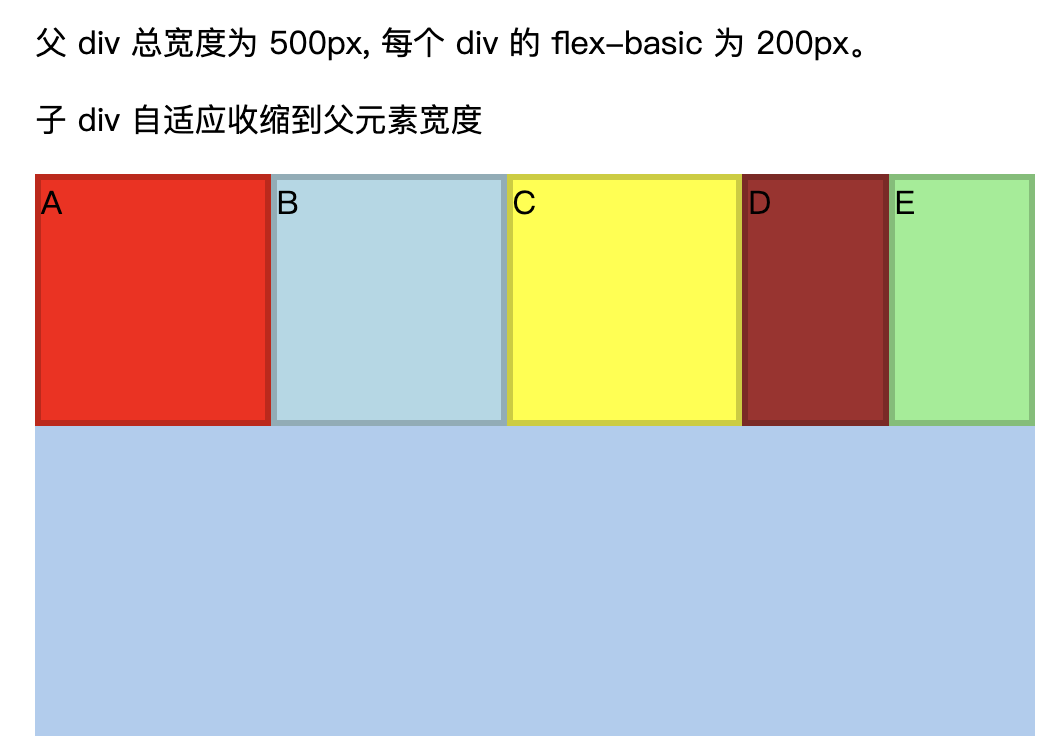 父 div 总宽度为 500px, 每个 div 的 flex-basic 为 200px。
子 div 自适应收缩到父元素宽度
A B C D E